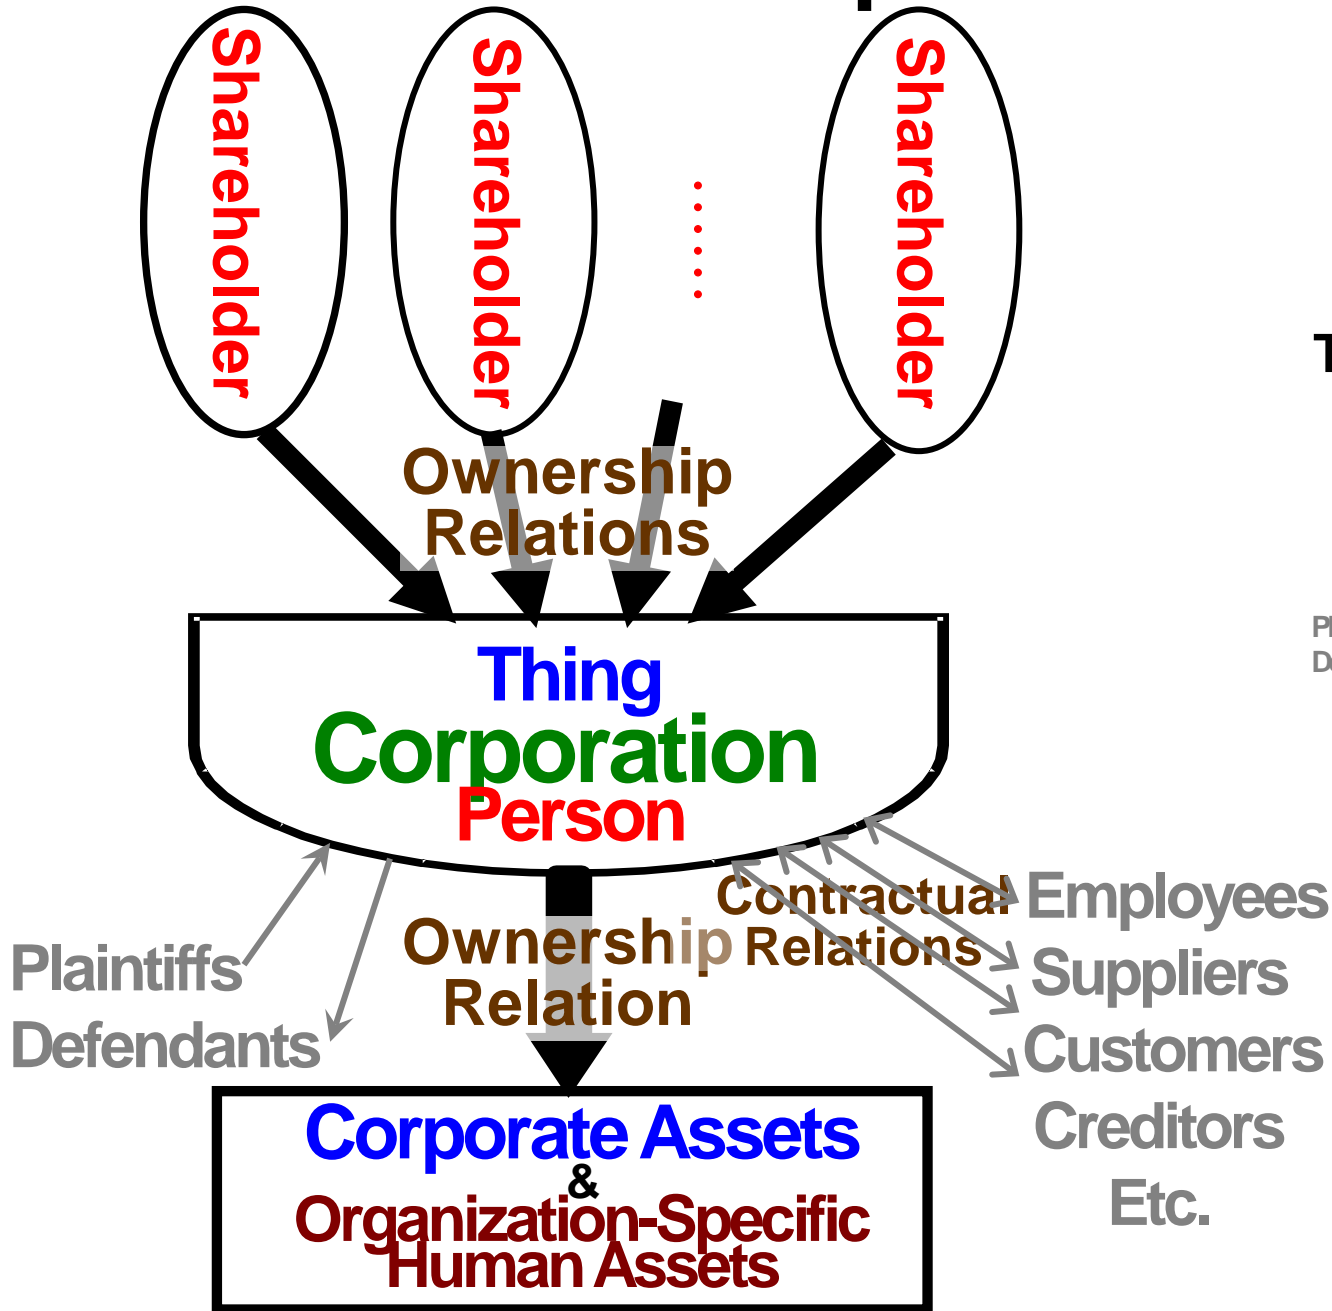 Shareholder
Shareholder
......
Shareholder
Ownership
Relations
Thing
Corporation
Person
Contractual
Relations
Ownership
Relation
Plaintiffs
Defendants
Employees
Suppliers
Customers
Creditors
Etc.
Corporate Assets
&
Organization-Specific
Human Assets